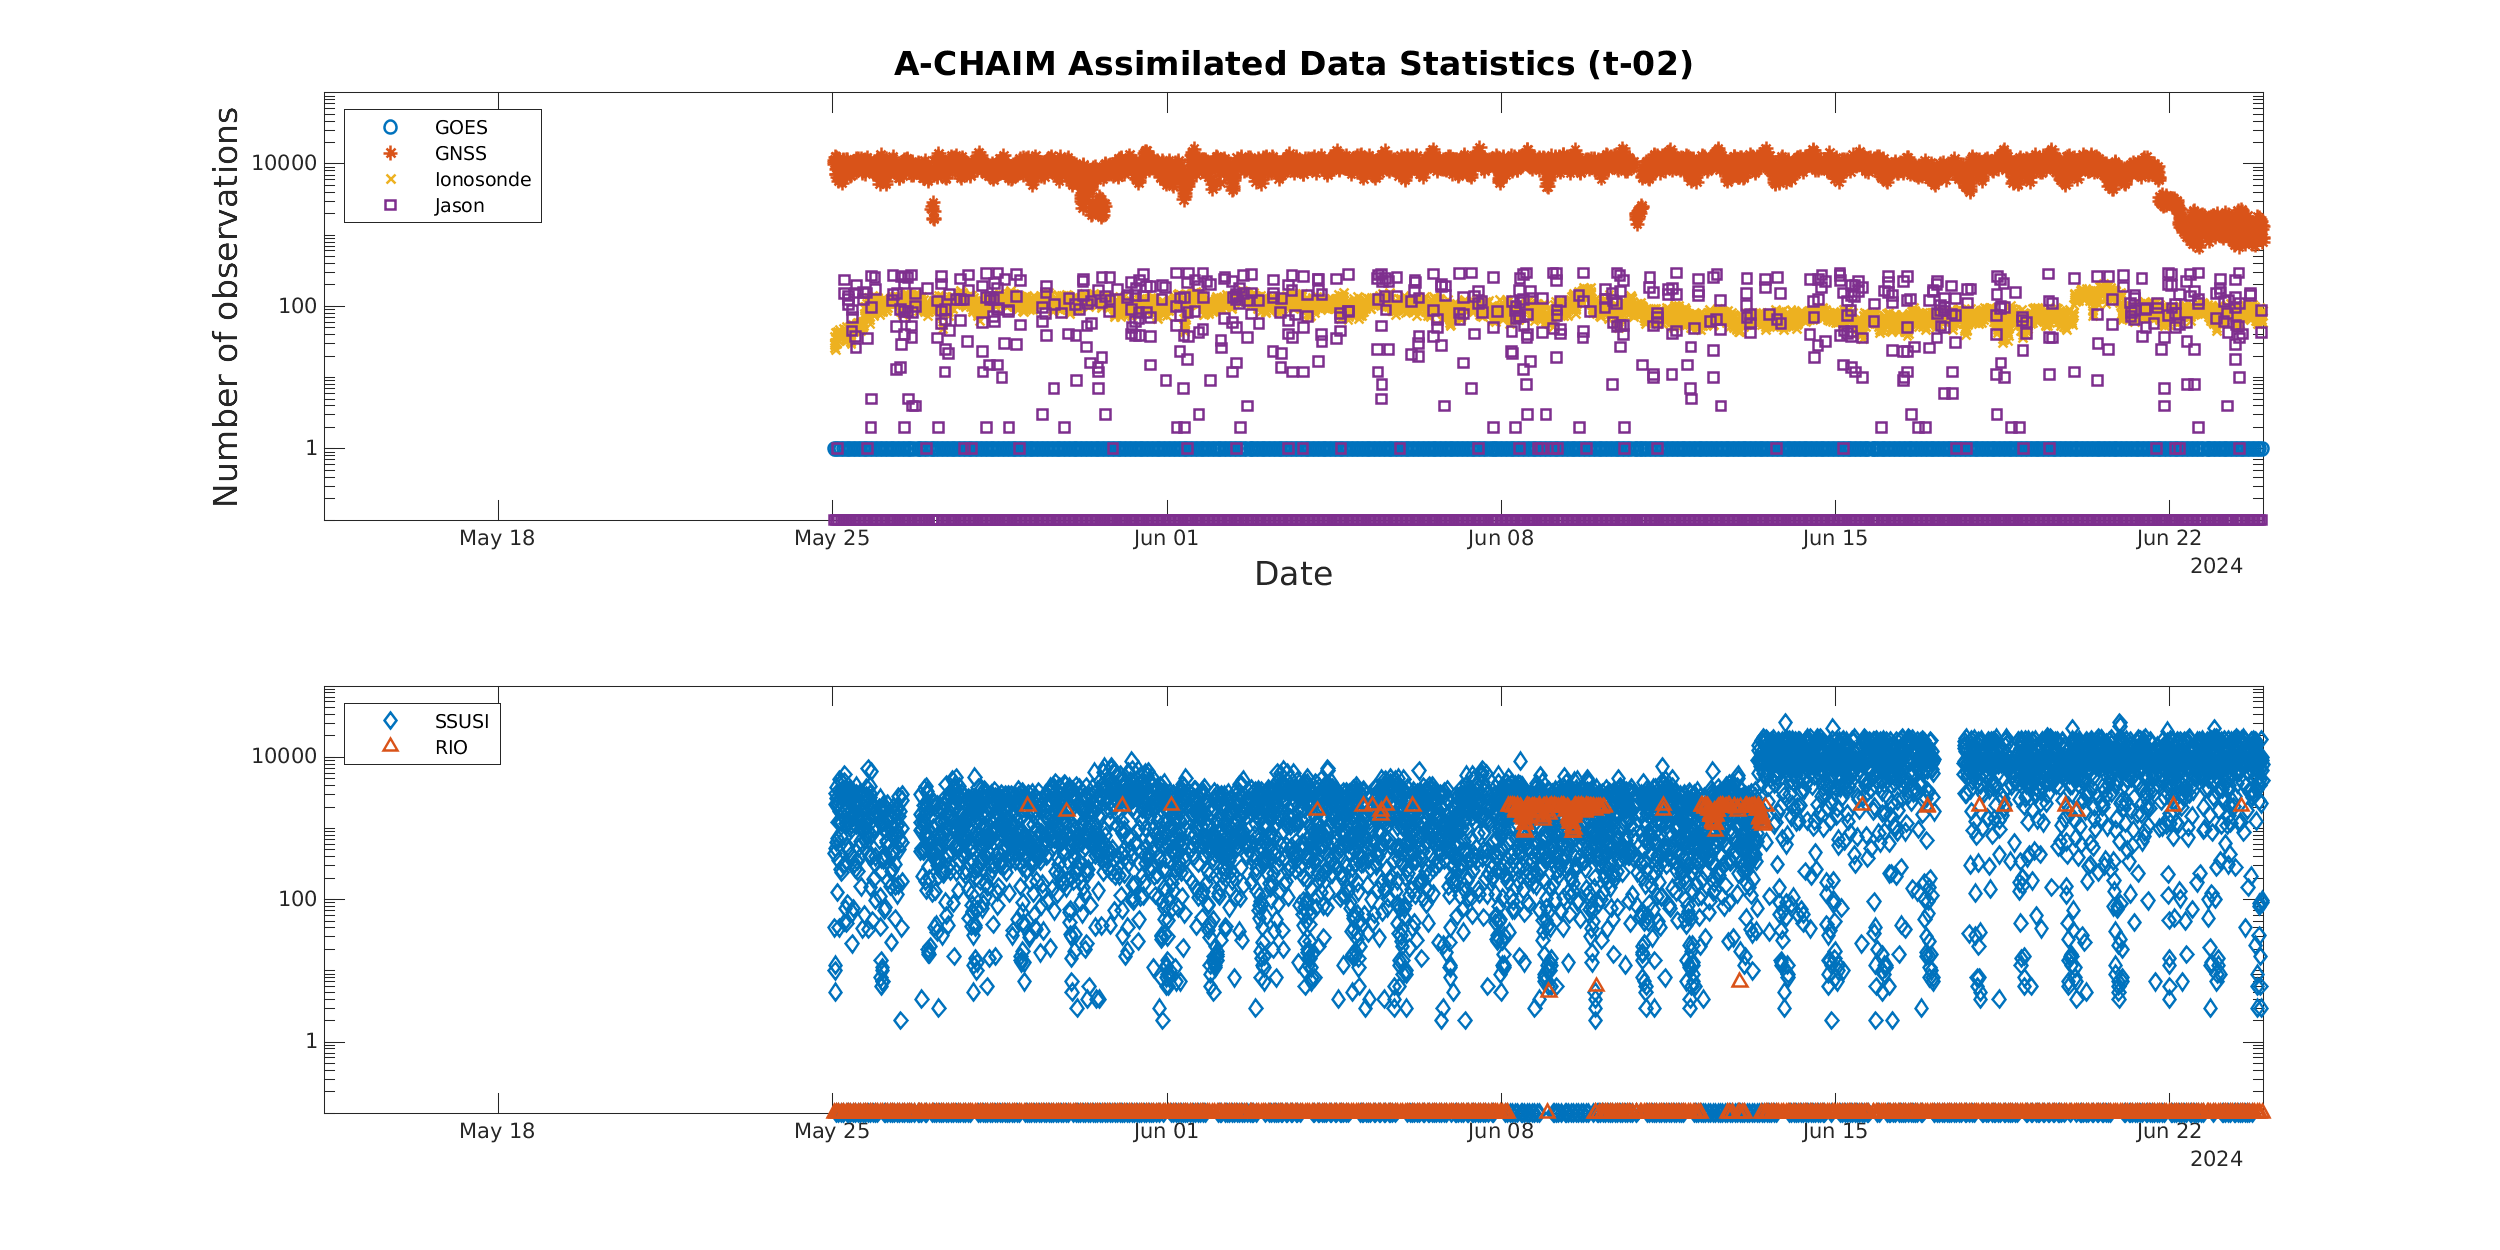 A-CHAIM Assimilated Data Statistics (t-02)
Number of observations
10000
100
1
GOES
GNSS
Ionosonde
Jason
May 18
May 25
Jun 01
Jun 08
Jun 15
Jun 22
2024
Date
10000
100
1
SSUSI
RIO
May 18
May 25
Jun 01
Jun 08
Jun 15
Jun 22
2024